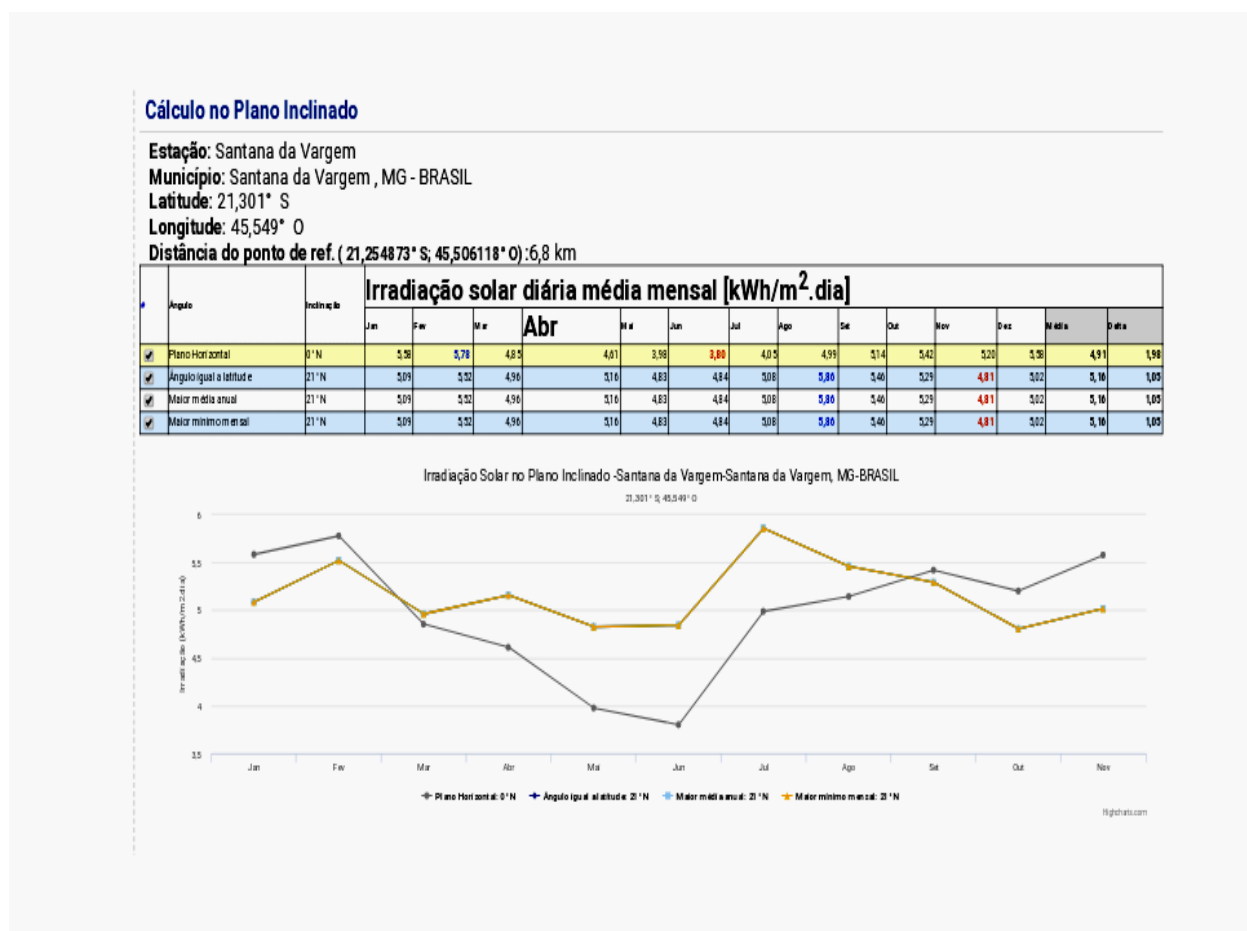 Cálculo no Plano Inclinado
Estação: Santana da Vargem
Município: Santana da Vargem , MG - BRASIL
Latitude: 21,301° S
Longitude: 45,549° O
Distância do ponto de ref. ( 21,254873° S; 45,506118° O) :6,8 km
# Ângulo Inclinação Irradiação solar diária média mensal [kWh/m2.dia]
Jan Fev Mar Abr Mai Jun Jul Ago Set Out Nov Dez Média Delta
Plano Horizontal 0° N 5,58 5,78 4,85 4,61 3,98 3,80 4,05 4,99 5,14 5,42 5,20 5,58 4,91 1,98
Ângulo igual a latitude 21° N 5,09 5,52 4,96 5,16 4,83 4,84 5,08 5,86 5,46 5,29 4,81 5,02 5,16 1,05
Maior média anual 21° N 5,09 5,52 4,96 5,16 4,83 4,84 5,08 5,86 5,46 5,29 4,81 5,02 5,16 1,05
Maior mínimo mensal 21° N 5,09 5,52 4,96 5,16 4,83 4,84 5,08 5,86 5,46 5,29 4,81 5,02 5,16 1,05
Irradiação Solar no Plano Inclinado -Santana da Vargem-Santana da Vargem, MG-BRASIL
21,301° S; 45,549° O
Irradiação (kWh/m2.dia)
6
5,5
5
4,5
4
3,5
Jan Fev Mar Abr Mai Jun Jul Ago Set Out Nov
Plano Horizontal: 0° N Ângulo igual a latitude: 21° N Maior média anual: 21° N Maior mínimo mensal: 21° N
Highcharts.com